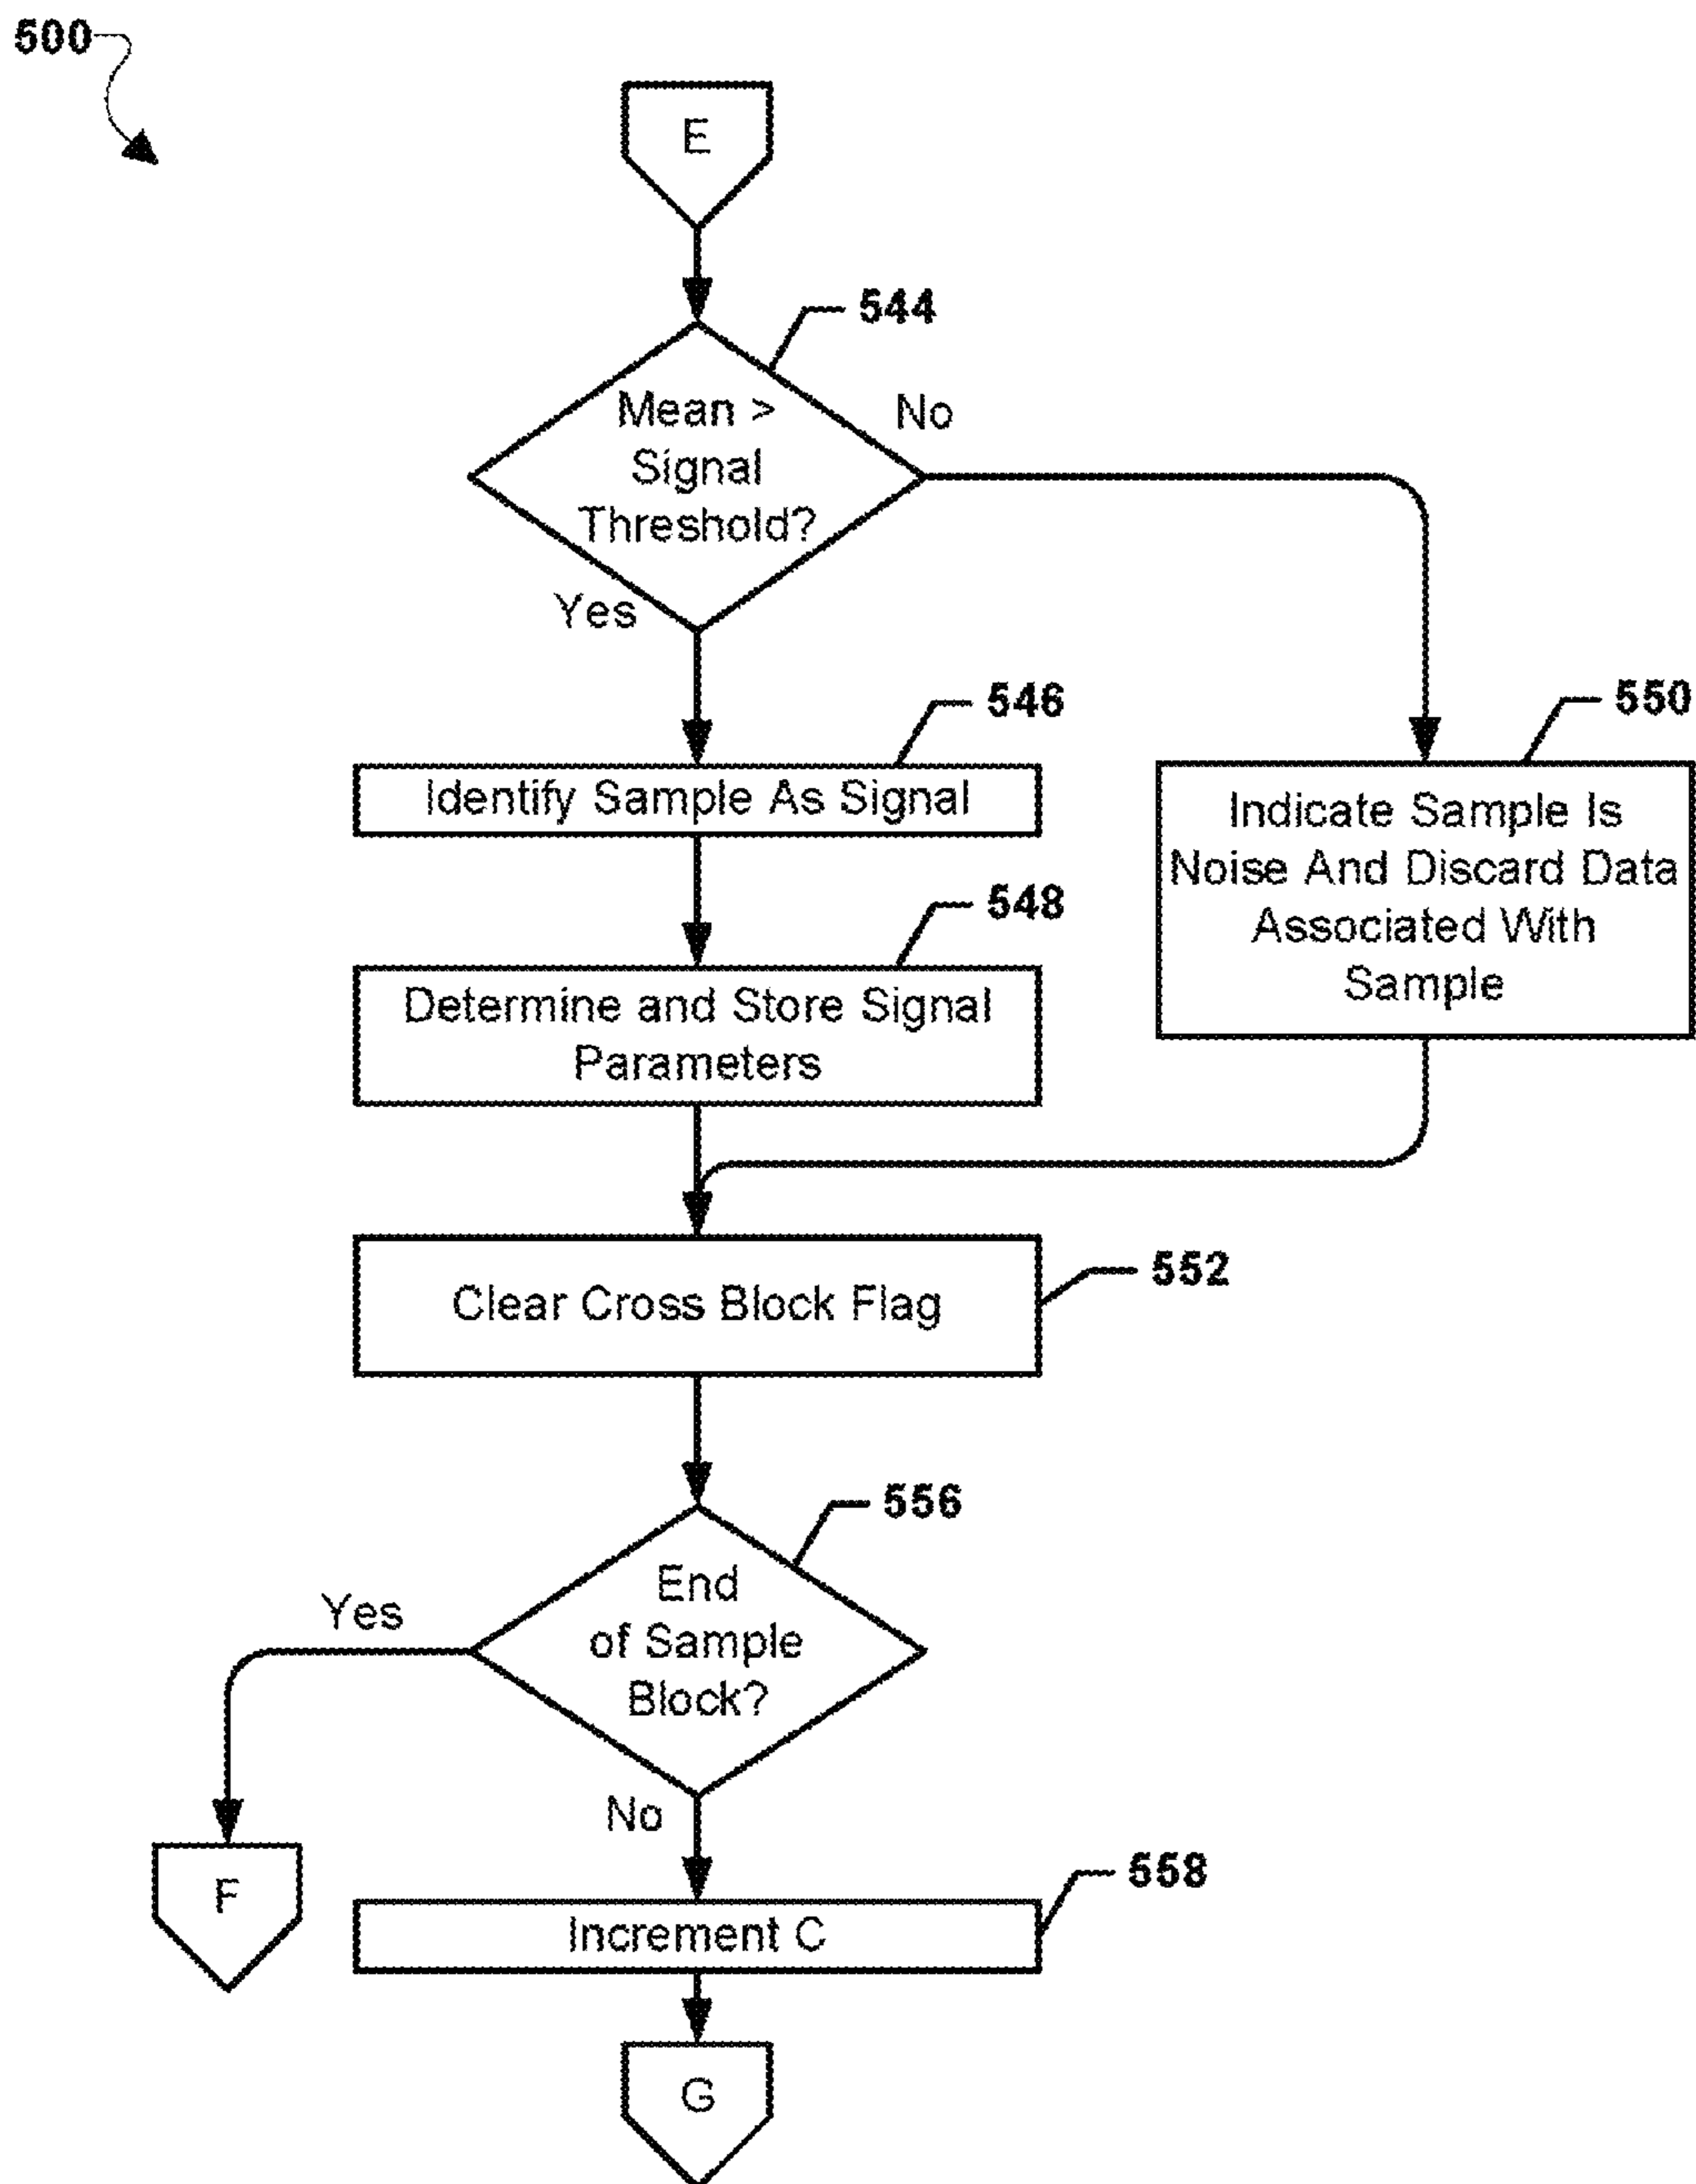 500
E
544
Mean >
Signal
Threshold?
No
Yes
546
Identify Sample As Signal
550
Indicate Sample Is
Noise And Discard Data
Associated With
Sample
548
Determine and Store Signal
Parameters
552
Clear Cross Block Flag
556
End
of Sample
Block?
Yes
No
F
558
Increment C
G